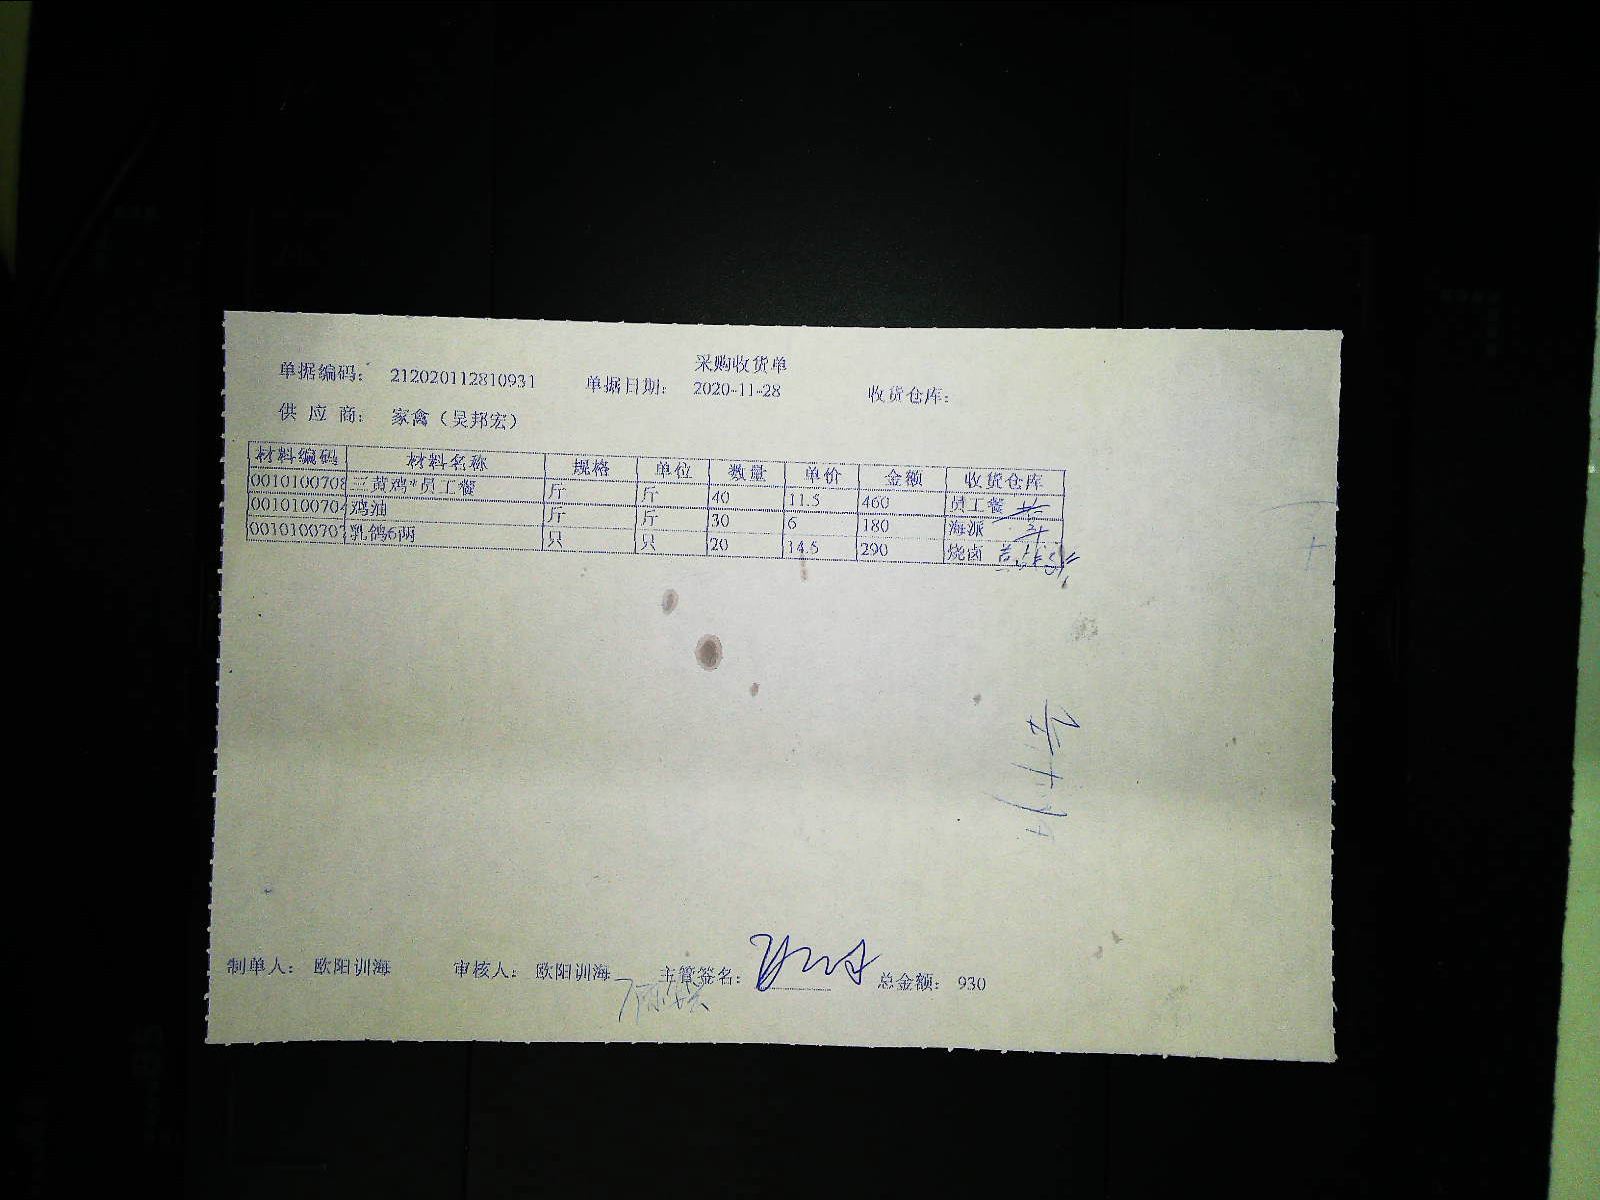 采购收货单
单据编码: 212020112810931 单据日期: 2020-11-28 收货仓库:
供应商: 家禽（吴邦宏）
材料编码 材料名称 规格 单位 数量 单价 金额 收货仓库
0010100708 三黄鸡*员工餐 斤 斤 40 11.5 460 员工餐
001010070 鸡油 斤 斤 30 6 180 海派
001010070 乳鸽6两 只 只 20 14.5 290 烧卤
制单人: 欧阳训海 审核人: 欧阳训海 主管签名: 总金额: 930